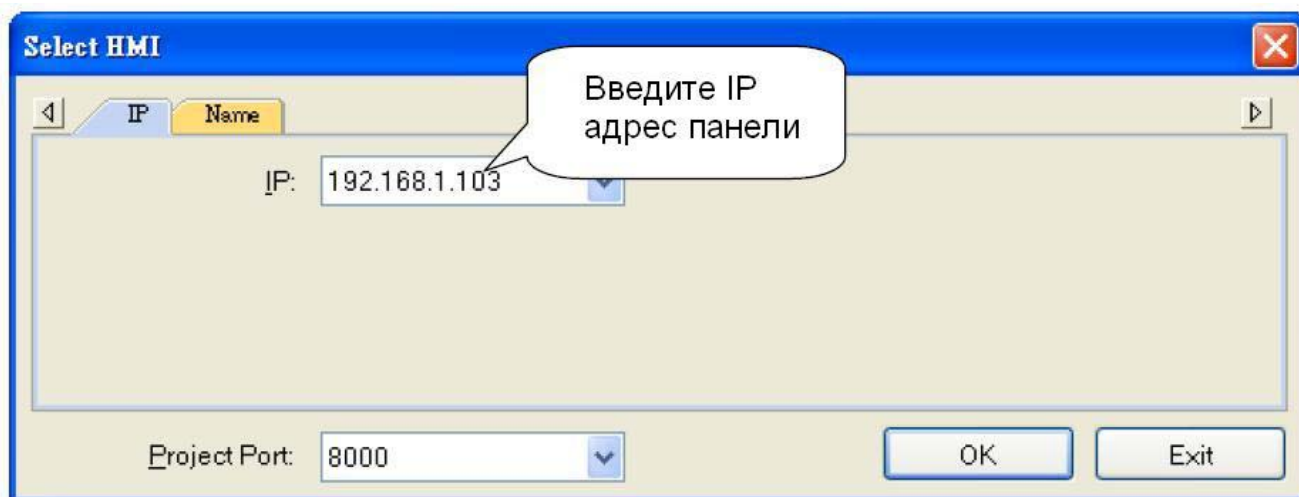 Select HMI
Введите IP
адрес панели
IP
Name
IP: 192.168.1.103
Project Port: 8000
OK
Exit